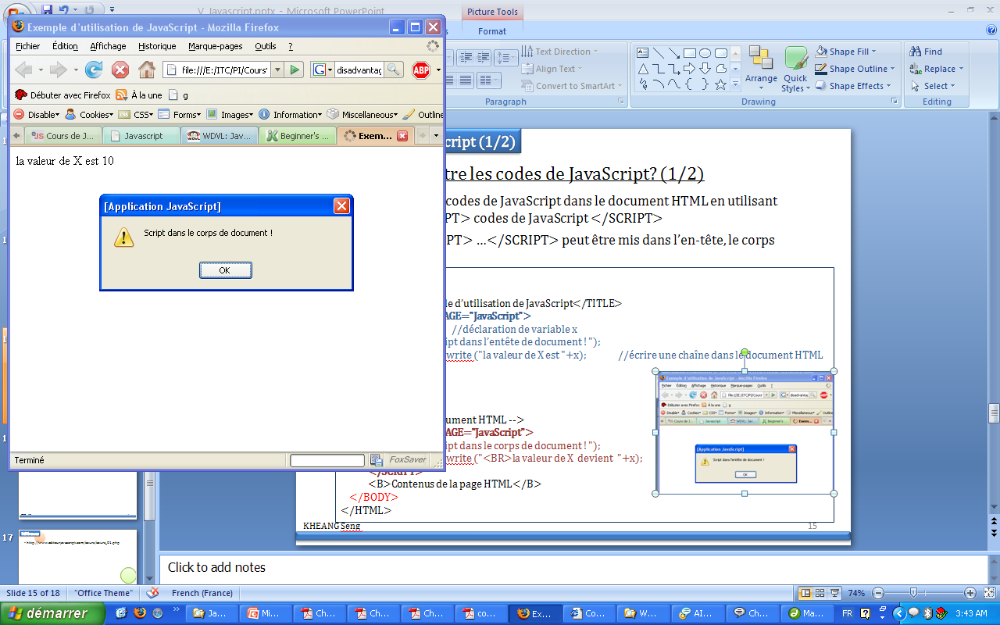 V_Javascript.pptx - Microsoft PowerPoint
Picture Tools
Format
Exemple d'utilisation de JavaScript - Mozilla Firefox
Fichier Édition Affichage Historique Marque-pages Outils ?
file:///E:/ITC/PI/Cours' G disadvantag ABP
Débuter avec Firefox À la une g
Disable Cookies CSS Forms Images Information Miscellaneous Outline
JS Cours de J... Javascript WDVL: Jav... Beginner's ... Exem...
la valeur de X est 10
[Application JavaScript]
Script dans le corps de document !
OK
Terminé
FoxSaver
Text Direction
Align Text
Convert to SmartArt
Paragraph
Arrange
Quick Styles
Shape Fill
Shape Outline
Shape Effects
Drawing
Find
Replace
Select
Editing
cript (1/2)
tre les codes de JavaScript? (1/2)
codes de JavaScript dans le document HTML en utilisant
PT> codes de JavaScript </SCRIPT>
PT> ...</SCRIPT> peut être mis dans l'en-tête, le corps
le d'utilisation de JavaScript</TITLE>
AGE="JavaScript">
//déclaration de variable x
ipt dans l'entête de document ! ");
write ("la valeur de X est "+x); //écrire une chaîne dans le document HTML
ument HTML -->
AGE="JavaScript">
ipt dans le corps de document ! ");
write ("<BR>la valeur de X devient "+x);
</SCRIPT>
<B>Contenus de la page HTML</B>
</BODY>
</HTML>
Exemple d'utilisation de JavaScript - Mozilla Firefox
Fichier Édition Affichage Historique Marque-pages Outils ?
file:///E:/ITC/PI/Cours' disadvantag
Débuter avec Firefox À la une g
Disable Cookies CSS Forms Images Information Miscellaneous Outline
Cours de J... Javascript WDVL: Jav... Beginner's ... Exem...
[Application JavaScript]
Script dans l'entête de document !
OK
KHEANG Seng
15
17
Click to add notes
Slide 15 of 18 "Office Theme" French (France) 74%
démarrer Ja... Mi... Ch... Ch... Ch... co... Ex... Co... W... AI... Ch... Ma... FR 3:43 AM